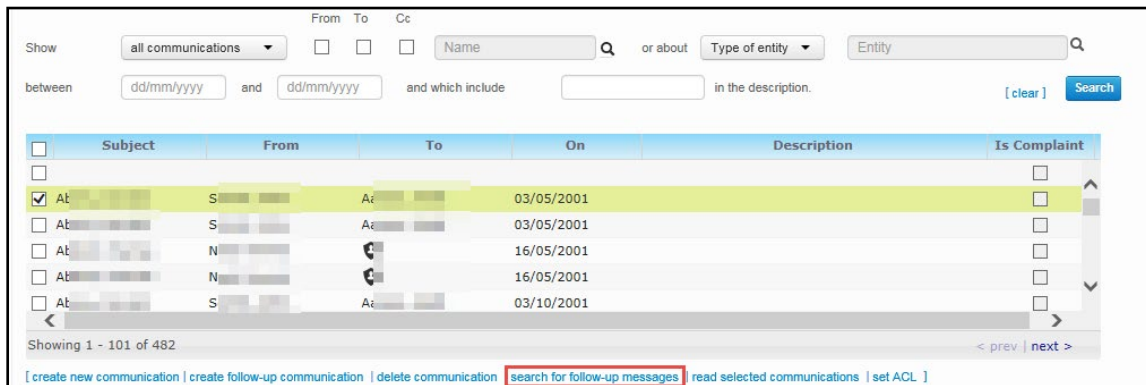 From To Cc
Show all communications Name or about Type of entity Entity
between dd/mm/yyyy and dd/mm/yyyy and which include in the description. [ clear ] Search
Subject From To On Description Is Complaint
03/05/2001
03/05/2001
16/05/2001
16/05/2001
03/10/2001
Showing 1 - 101 of 482 < prev | next >
[ create new communication | create follow-up communication | delete communication | search for follow-up messages | read selected communications | set ACL ]